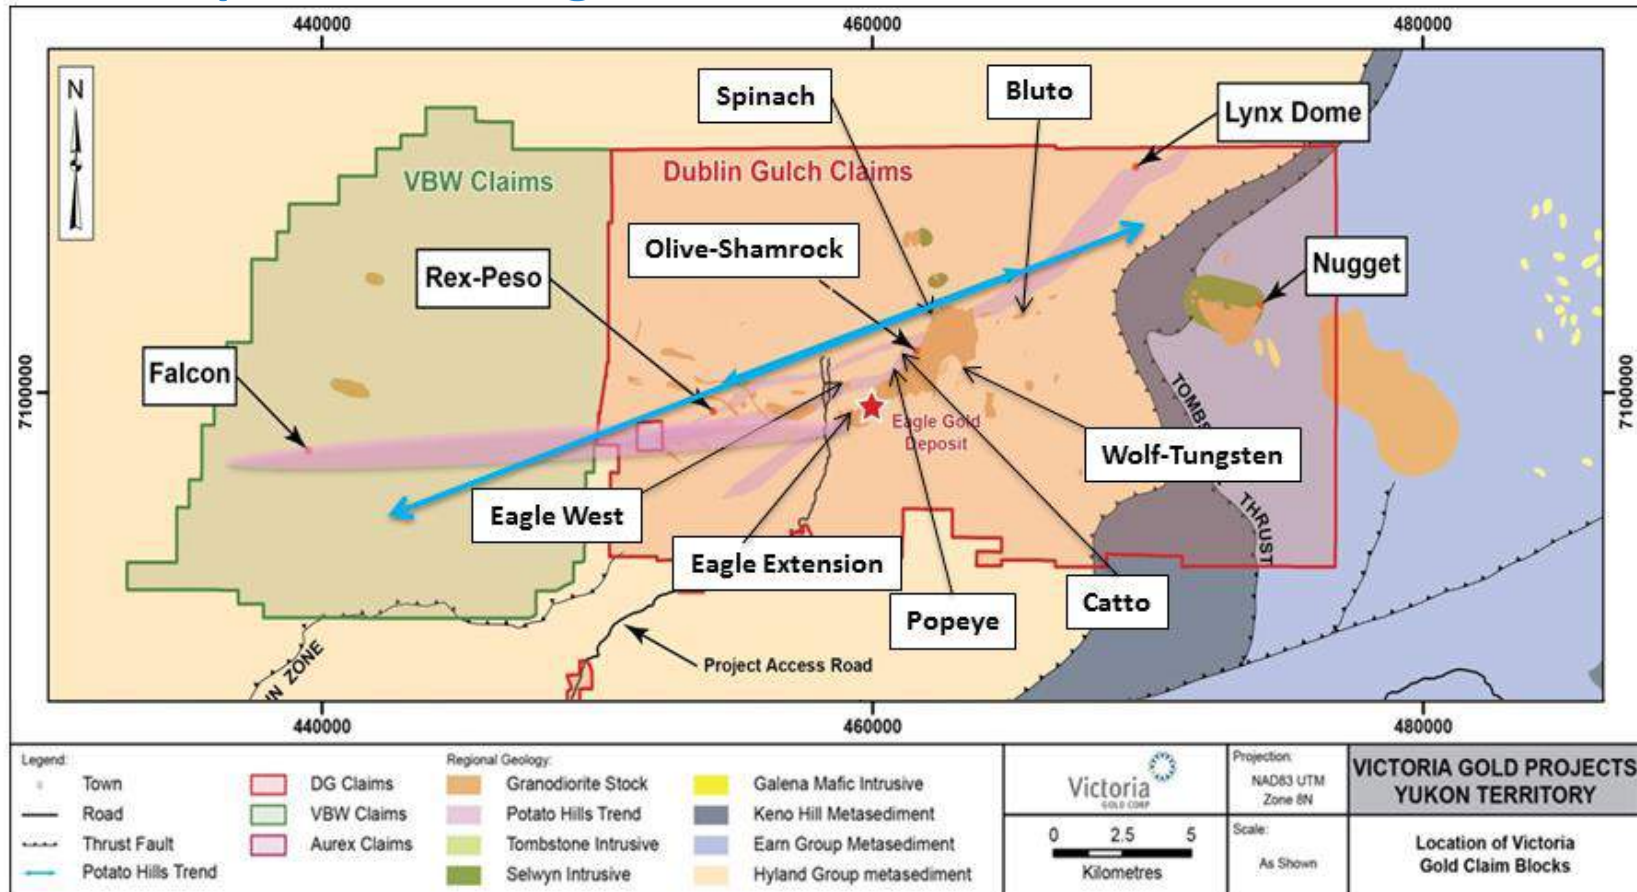 440000
460000
480000
N
Spinach
Bluto
Lynx Dome
VBW Claims
Dublin Gulch Claims
Olive-Shamrock
Rex-Peso
Nugget
Falcon
7100000
7100000
Eagle Gold
Deposit
TOMBS
THRUST
Wolf-Tungsten
Eagle West
Eagle Extension
Catto
Popeye
Project Access Road
IN ZONE
440000
460000
480000
Legend:
Town
Road
Thrust Fault
Potato Hills Trend
DG Claims
VBW Claims
Aurex Claims
Regional Geology:
Granodiorite Stock
Potato Hills Trend
Tombstone Intrusive
Selwyn Intrusive
Galena Mafic Intrusive
Keno Hill Metasediment
Earn Group Metasediment
Hyland Group metasediment
Victoria
GOLD CORP
0 2.5 5
Kilometres
Projection:
NAD83 UTM
Zone 8N
Scale:
As Shown
VICTORIA GOLD PROJECTS
YUKON TERRITORY
Location of Victoria
Gold Claim Blocks